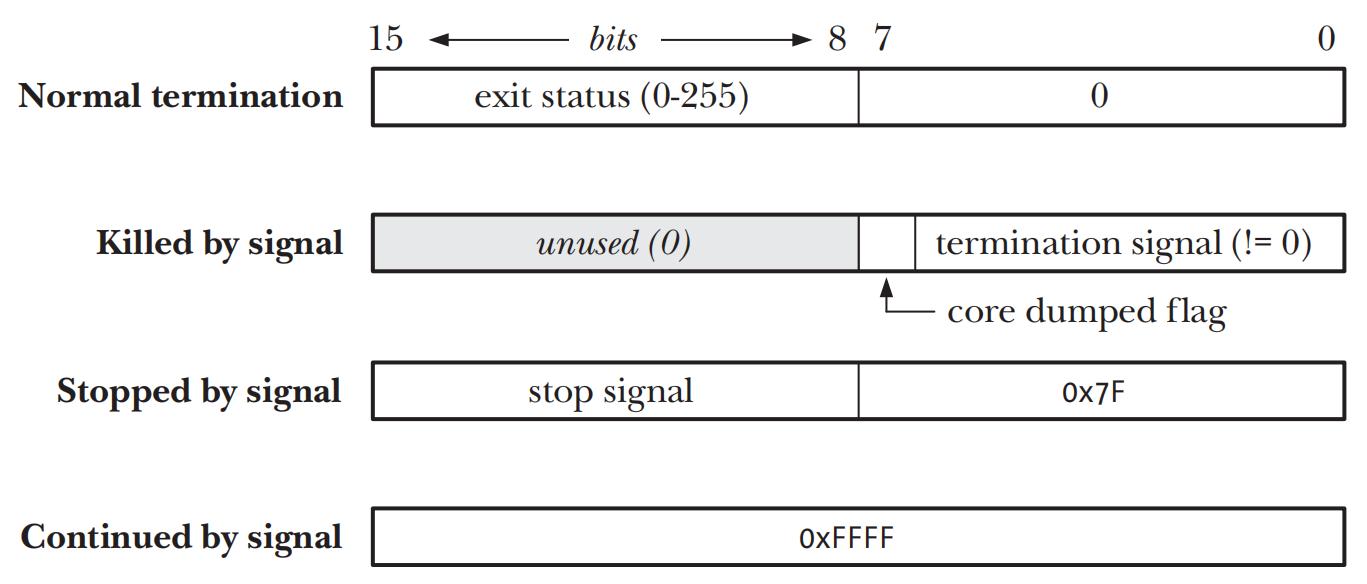 15 bits 8 7 0
Normal termination exit status (0-255) 0
Killed by signal unused (0) termination signal (!= 0)
core dumped flag
Stopped by signal stop signal 0x7F
Continued by signal 0xFFFF